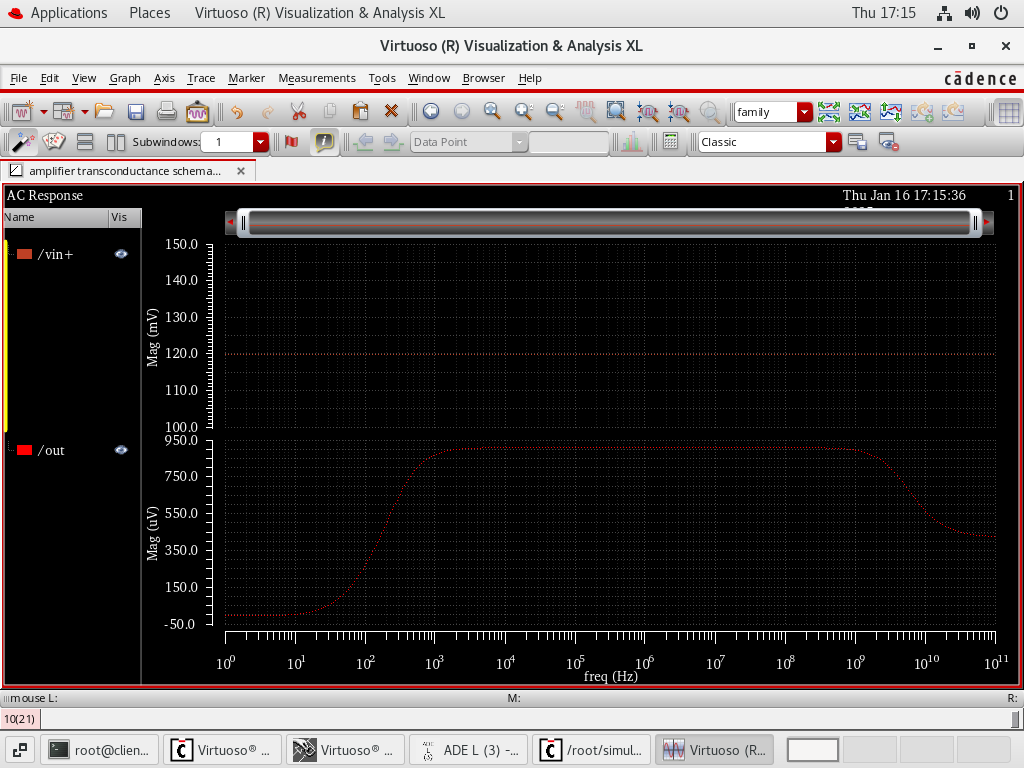 Applications Places Virtuoso (R) Visualization & Analysis XL Thu 17:15
Virtuoso (R) Visualization & Analysis XL
File Edit View Graph Axis Trace Marker Measurements Tools Window Browser Help
cādence
family
Subwindows: 1 Data Point Classic
amplifier transconductance schema...
AC Response Thu Jan 16 17:15:36 1
Name Vis
/vin+
150.0
140.0
130.0
120.0
110.0
100.0
Mag (mV)
/out
950.0
750.0
550.0
350.0
150.0
-50.0
Mag (uV)
10^0 10^1 10^2 10^3 10^4 10^5 10^6 10^7 10^8 10^9 10^10 10^11
freq (Hz)
mouse L: M: R:
10(21)
root@clien... Virtuoso® ... Virtuoso® ... ADE L (3) -... /root/simul... Virtuoso (R...